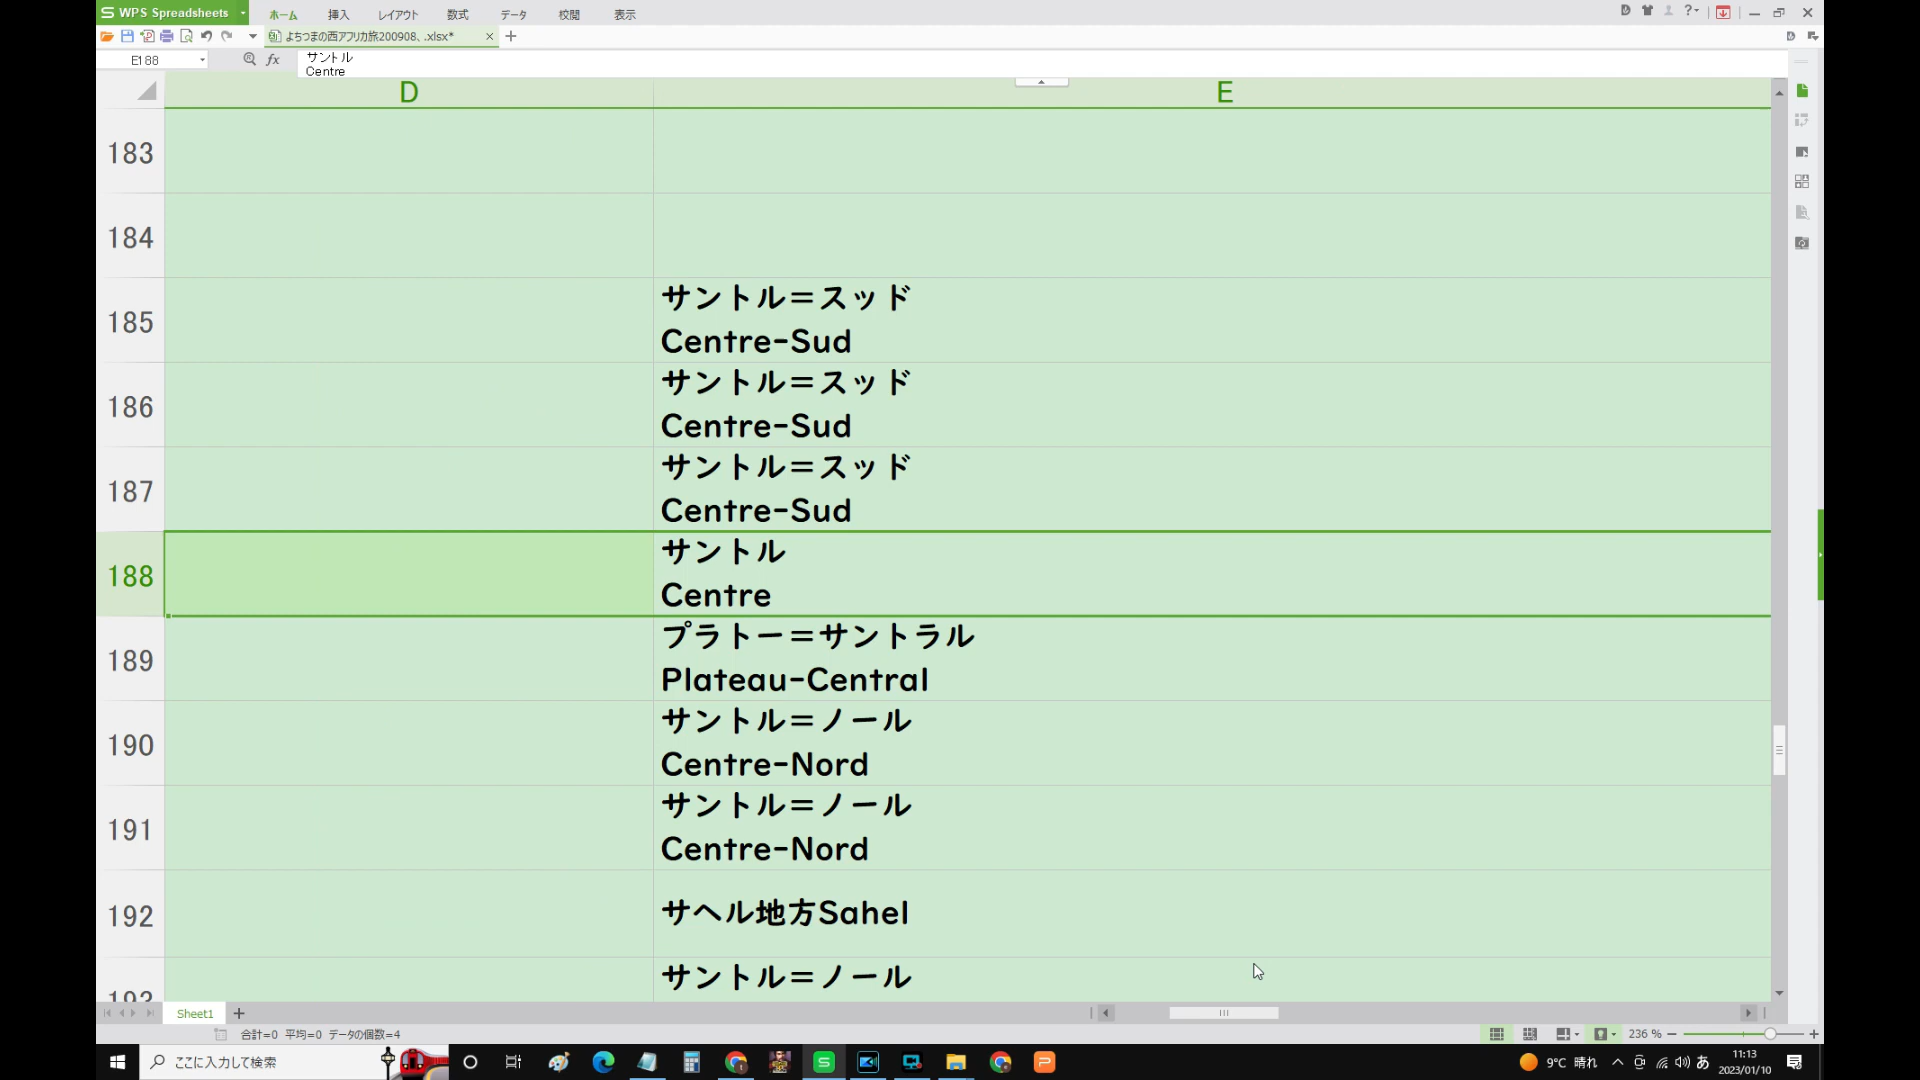 WPS Spreadsheets ホーム 挿入 レイアウト 数式 データ 校閲 表示
よちつまの西アフリカ旅200908、.xlsx*
E188 fx サントル
Centre
D E
183
184
185 サントル＝スッド
Centre-Sud
186 サントル＝スッド
Centre-Sud
187 サントル＝スッド
Centre-Sud
188 サントル
Centre
189 プラトー＝サントラル
Plateau-Central
190 サントル＝ノール
Centre-Nord
191 サントル＝ノール
Centre-Nord
192 サヘル地方Sahel
193 サントル＝ノール
Sheet1
合計=0 平均=0 データの個数=4 236 %
ここに入力して検索 9°C 晴れ あ 11:13
2023/01/10